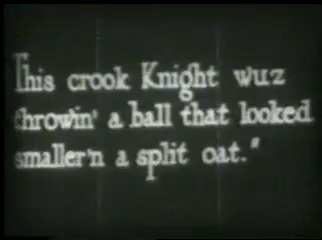 This crook Knight wuz
throwin' a ball that looked
smaller'n a split oat."